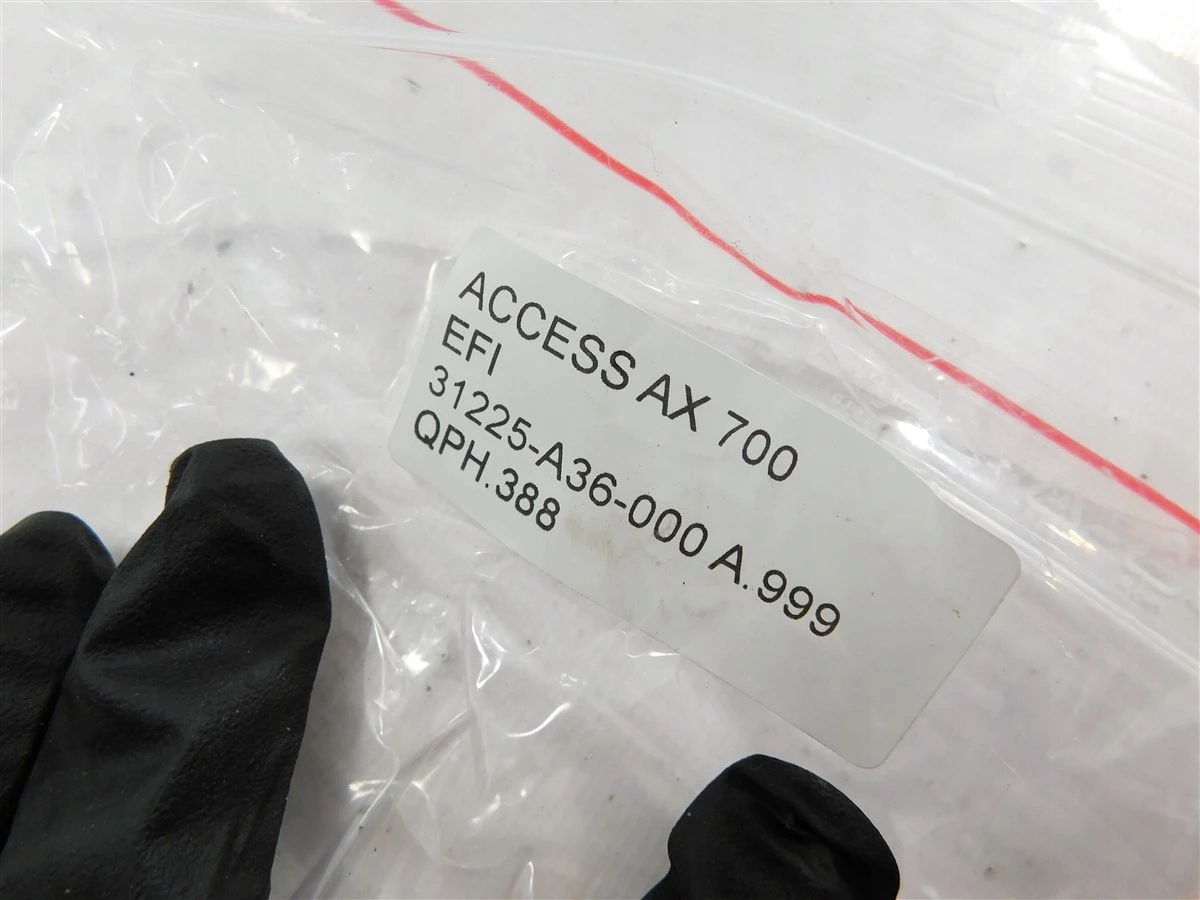 ACCESS AX 700
EFI
31225-A36-000 A.999
QPH.388